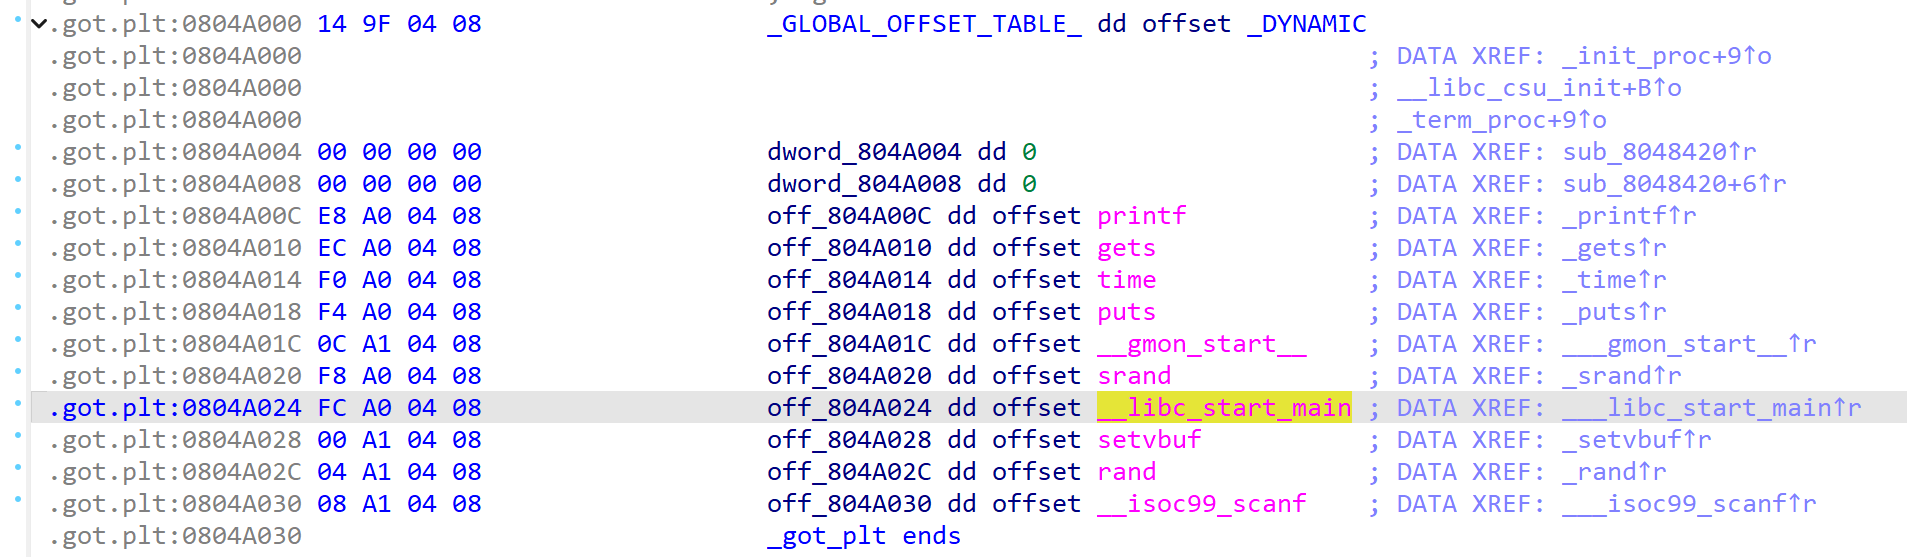 .got.plt:0804A000 14 9F 04 08 _GLOBAL_OFFSET_TABLE_ dd offset _DYNAMIC
.got.plt:0804A000 ; DATA XREF: _init_proc+9↑o
.got.plt:0804A000 ; __libc_csu_init+B↑o
.got.plt:0804A000 ; _term_proc+9↑o
.got.plt:0804A004 00 00 00 00 dword_804A004 dd 0 ; DATA XREF: sub_8048420↑r
.got.plt:0804A008 00 00 00 00 dword_804A008 dd 0 ; DATA XREF: sub_8048420+6↑r
.got.plt:0804A00C E8 A0 04 08 off_804A00C dd offset printf ; DATA XREF: _printf↑r
.got.plt:0804A010 EC A0 04 08 off_804A010 dd offset gets ; DATA XREF: _gets↑r
.got.plt:0804A014 F0 A0 04 08 off_804A014 dd offset time ; DATA XREF: _time↑r
.got.plt:0804A018 F4 A0 04 08 off_804A018 dd offset puts ; DATA XREF: _puts↑r
.got.plt:0804A01C 0C A1 04 08 off_804A01C dd offset __gmon_start__ ; DATA XREF: ___gmon_start__↑r
.got.plt:0804A020 F8 A0 04 08 off_804A020 dd offset srand ; DATA XREF: _srand↑r
.got.plt:0804A024 FC A0 04 08 off_804A024 dd offset __libc_start_main ; DATA XREF: ___libc_start_main↑r
.got.plt:0804A028 00 A1 04 08 off_804A028 dd offset setvbuf ; DATA XREF: _setvbuf↑r
.got.plt:0804A02C 04 A1 04 08 off_804A02C dd offset rand ; DATA XREF: _rand↑r
.got.plt:0804A030 08 A1 04 08 off_804A030 dd offset __isoc99_scanf ; DATA XREF: ___isoc99_scanf↑r
.got.plt:0804A030 _got_plt ends